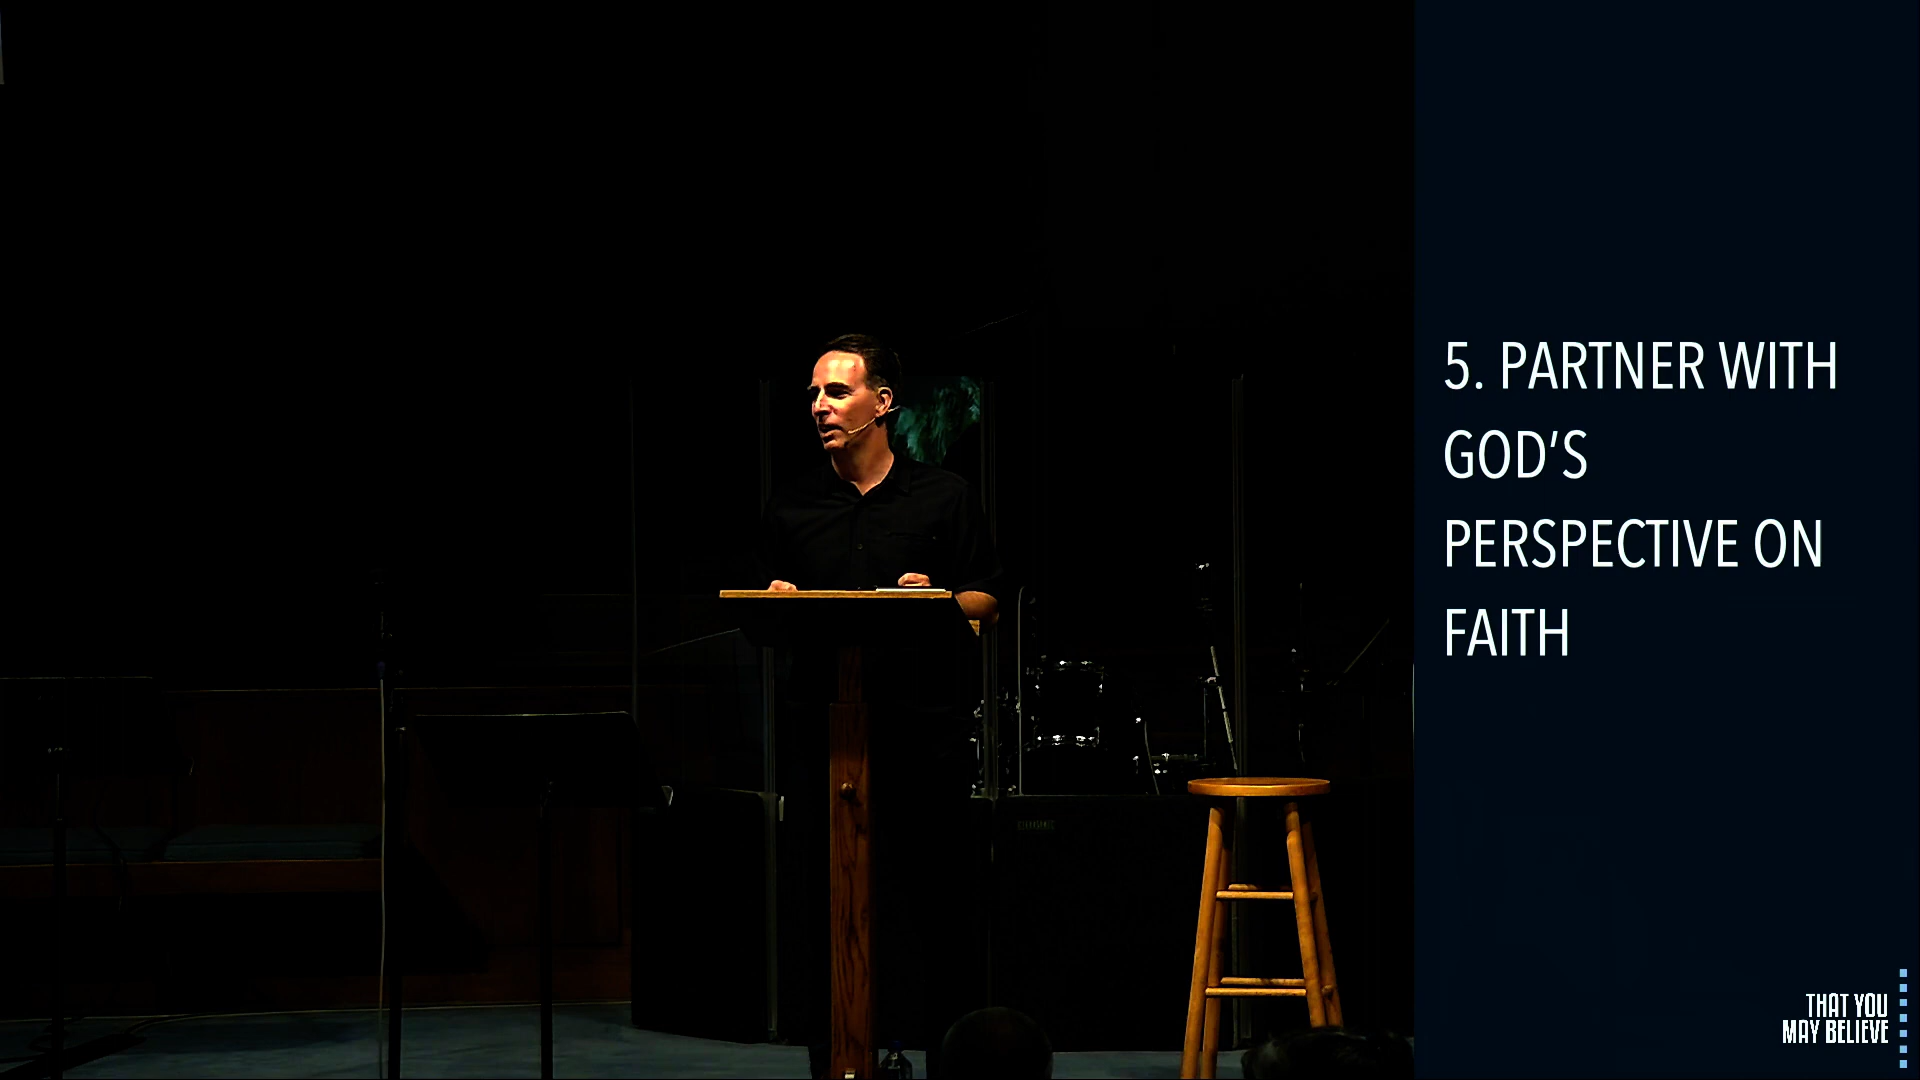 5. PARTNER WITH
GOD'S
PERSPECTIVE ON
FAITH
THAT YOU
MAY BELIEVE